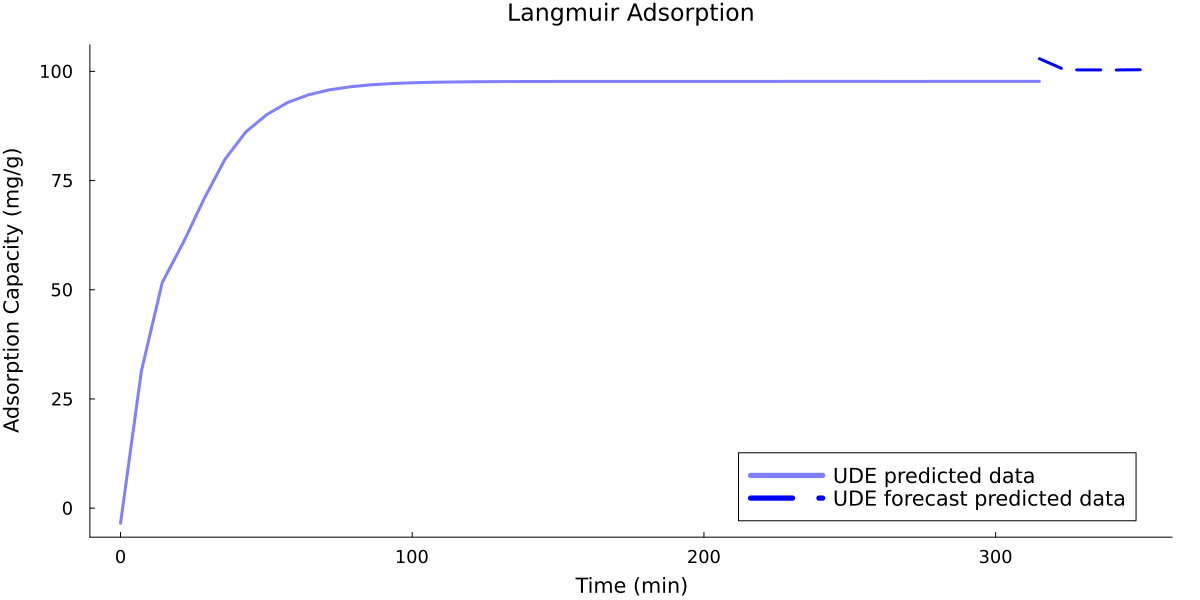 Langmuir Adsorption
Adsorption Capacity (mg/g)
100
75
50
25
0
0 100 200 300
Time (min)
UDE predicted data
UDE forecast predicted data